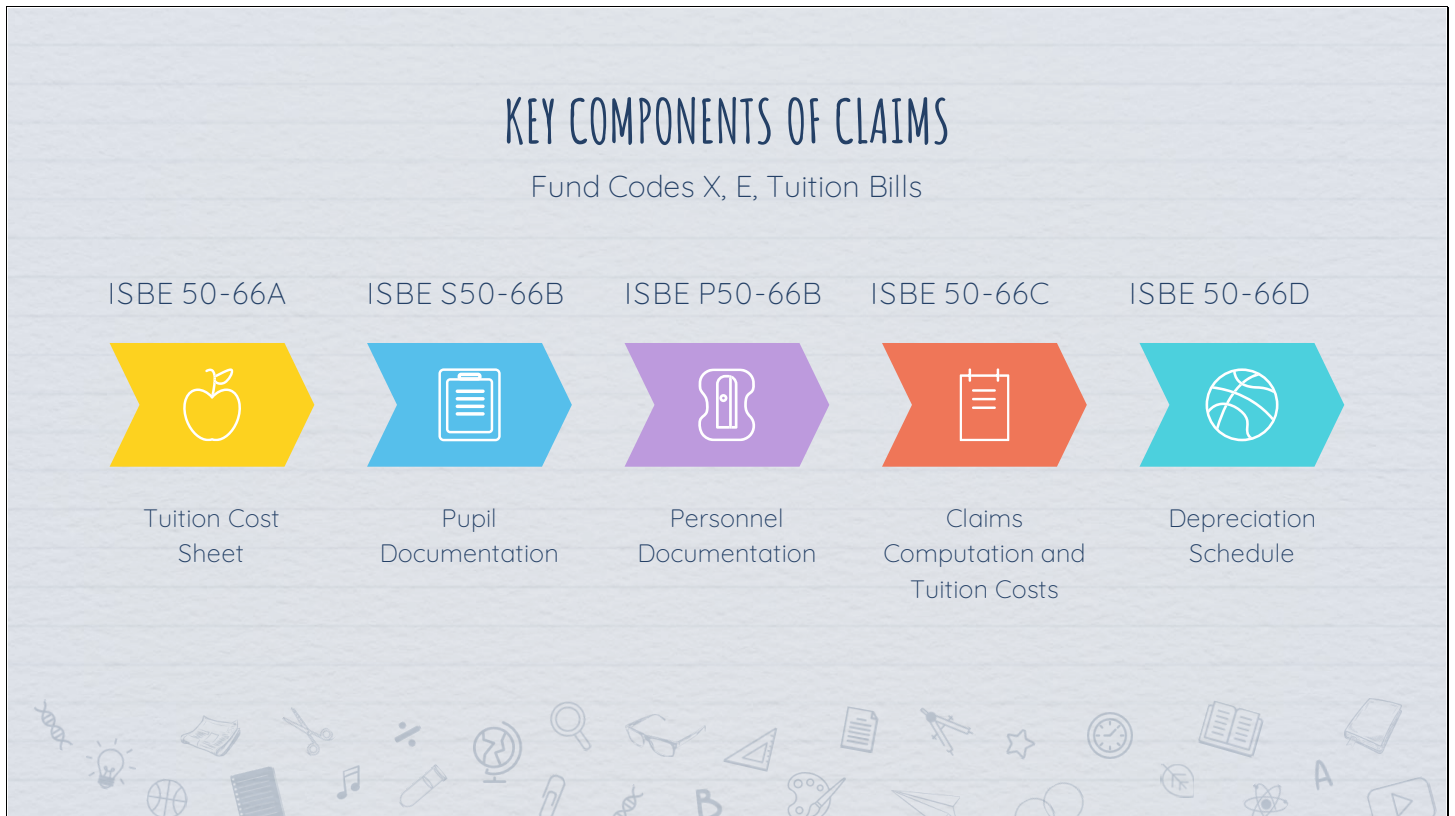 KEY COMPONENTS OF CLAIMS
Fund Codes X, E, Tuition Bills
ISBE 50-66A
ISBE S50-66B
ISBE P50-66B
ISBE 50-66C
ISBE 50-66D
Tuition Cost
Sheet
Pupil
Documentation
Personnel
Documentation
Claims
Computation and
Tuition Costs
Depreciation
Schedule
B
A